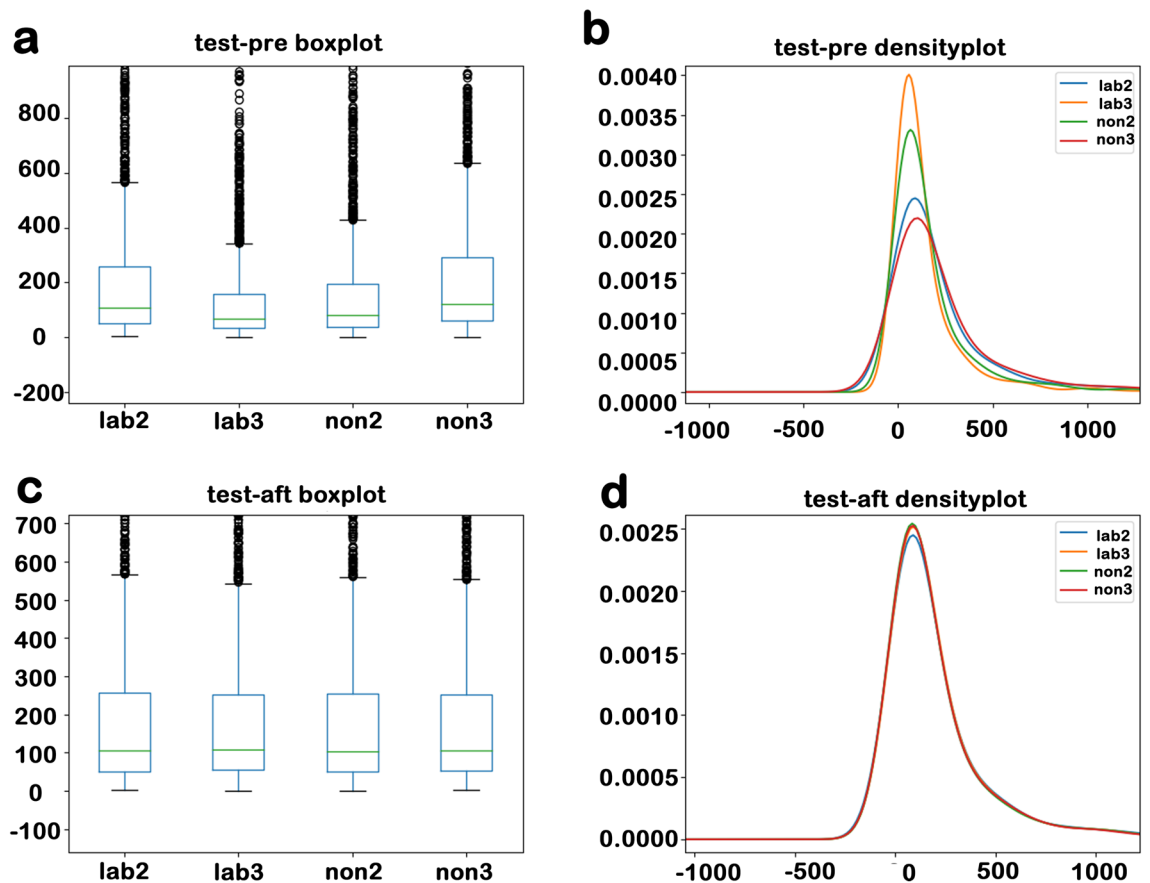 a
test-pre boxplot
800
600
400
200
0
-200
lab2 lab3 non2 non3
b
test-pre densityplot
0.0040
0.0035
0.0030
0.0025
0.0020
0.0015
0.0010
0.0005
0.0000
-1000 -500 0 500 1000
lab2
lab3
non2
non3
c
test-aft boxplot
700
600
500
400
300
200
100
0
-100
lab2 lab3 non2 non3
d
test-aft densityplot
0.0025
0.0020
0.0015
0.0010
0.0005
0.0000
-1000 -500 0 500 1000
lab2
lab3
non2
non3